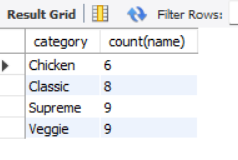 Result Grid Filter Rows:
category count(name)
Chicken 6
Classic 8
Supreme 9
Veggie 9